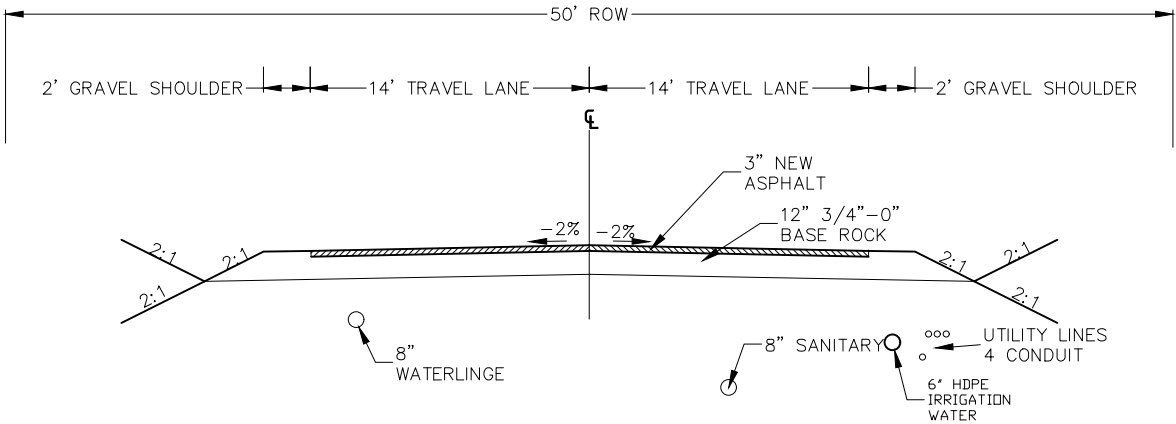 50' ROW
2' GRAVEL SHOULDER
14' TRAVEL LANE
14' TRAVEL LANE
2' GRAVEL SHOULDER
CL
3" NEW
ASPHALT
12" 3/4"-0"
BASE ROCK
-2%
-2%
2:1
2:1
2:1
2:1
2:1
2:1
8"
WATERLINGE
8" SANITARY
UTILITY LINES
4 CONDUIT
6" HDPE
IRRIGATION
WATER